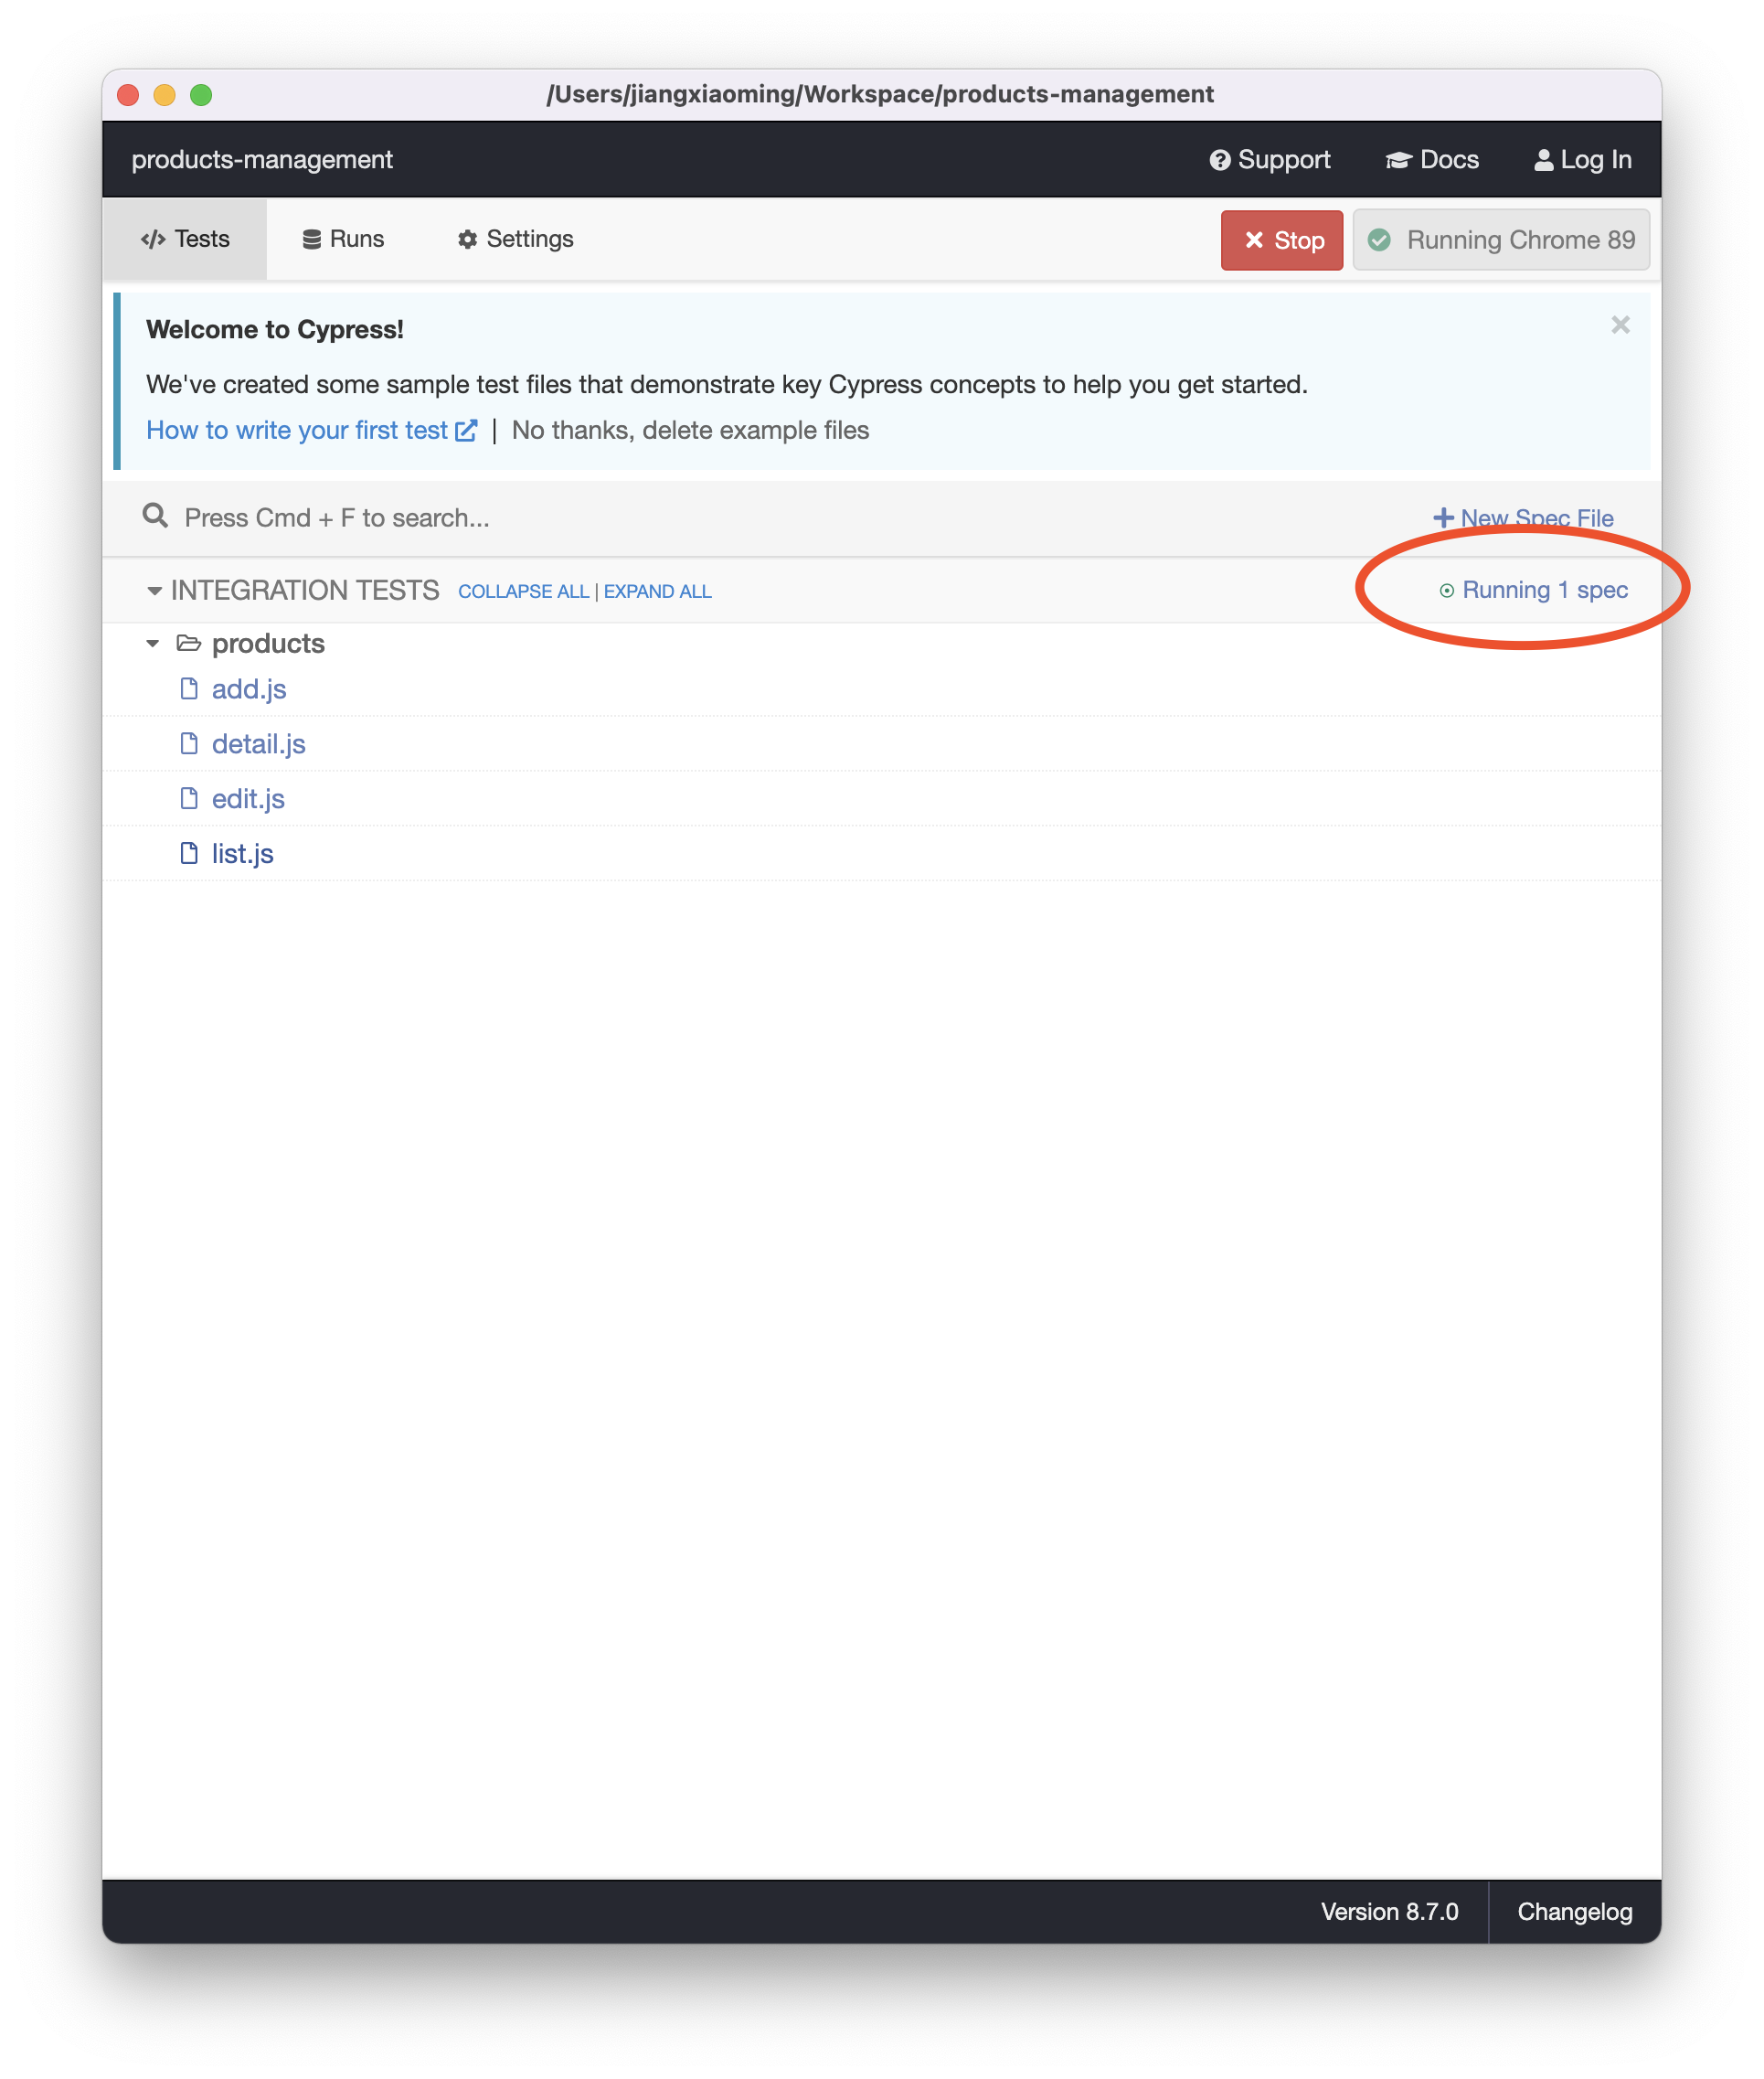 /Users/jiangxiaoming/Workspace/products-management
products-management Support Docs Log In
Tests Runs Settings Stop Running Chrome 89
Welcome to Cypress!
We've created some sample test files that demonstrate key Cypress concepts to help you get started.
How to write your first test | No thanks, delete example files
Press Cmd + F to search... New Spec File
INTEGRATION TESTS COLLAPSE ALL | EXPAND ALL Running 1 spec
products
add.js
detail.js
edit.js
list.js
Version 8.7.0 Changelog